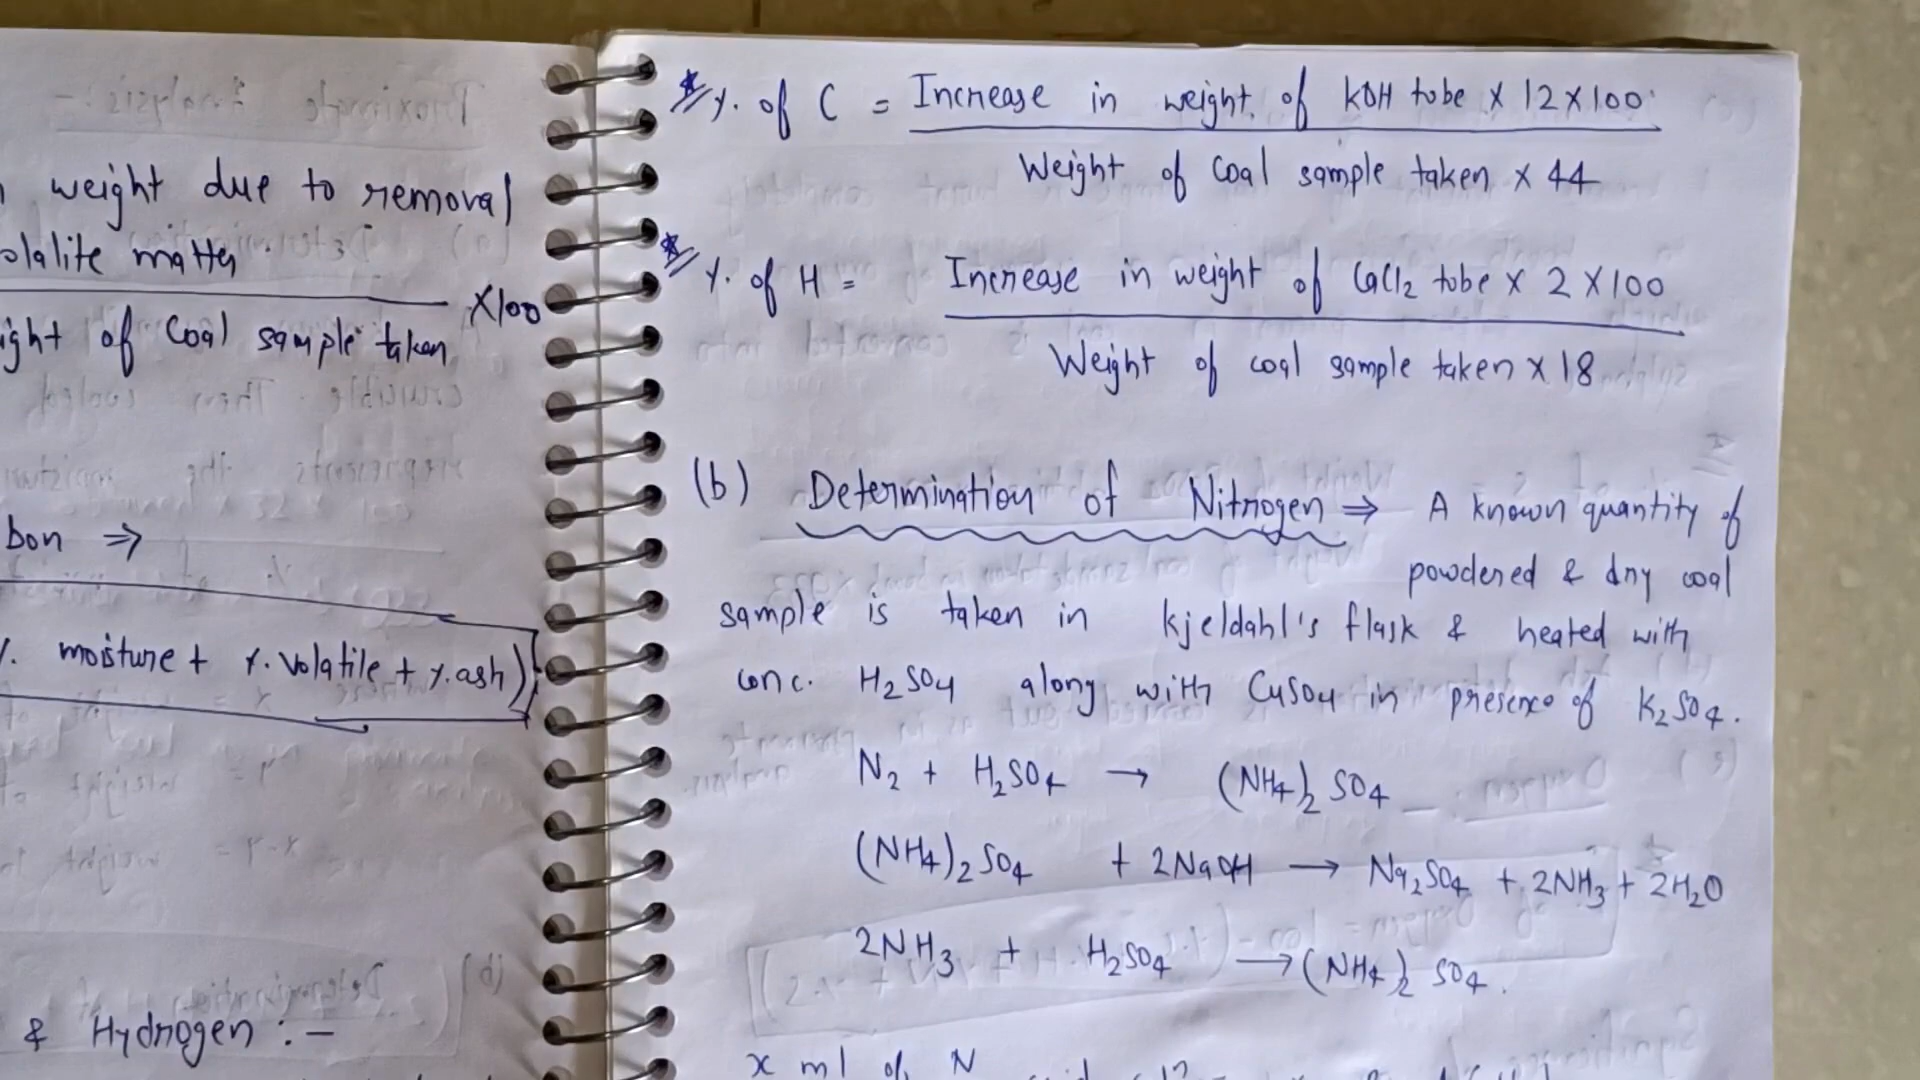 weight due to removal
olalite matter
ight of Coal sample taken
X100
bon ⇒
%. moisture + %. volatile + %. ash)
& Hydrogen :-
%. of C = Increase in weight of KOH tube x 12 x 100
Weight of Coal sample taken x 44
%. of H = Increase in weight of CaCl2 tube x 2 x 100
Weight of coal sample taken x 18
(b) Determination of Nitrogen ⇒ A known quantity of
powdered & dry coal
sample is taken in kjeldahl's flask & heated with
conc. H2SO4 along with CuSO4 in presence of K2SO4.
N2 + H2SO4 → (NH4)2 SO4
(NH4)2SO4 + 2NaOH → Na2SO4 + 2NH3 + 2H2O
2NH3 + H2SO4 → (NH4)2 SO4.
x ml of N